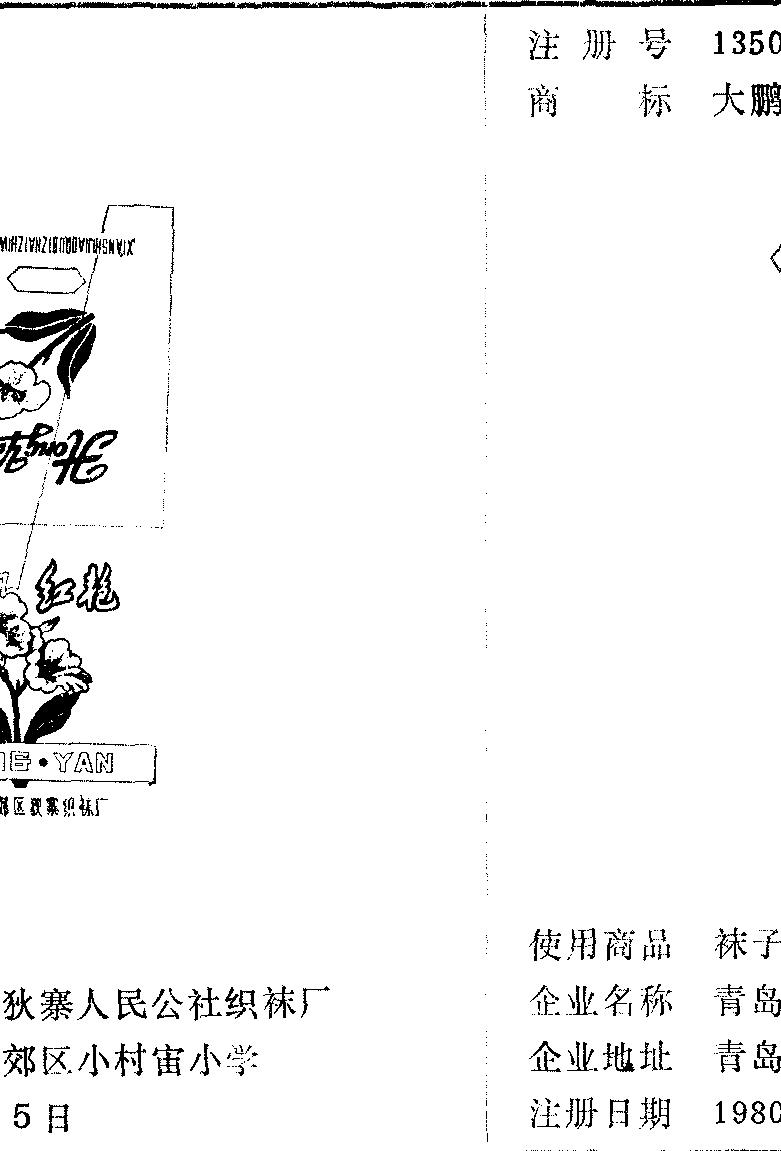 红艳
YAN
郊区狄寨织袜厂
狄寨人民公社织袜厂
郊区小村宙小学
5日
注册号 1350
商标 大鹏
使用商品 袜子
企业名称 青岛
企业地址 青岛
注册日期 1980